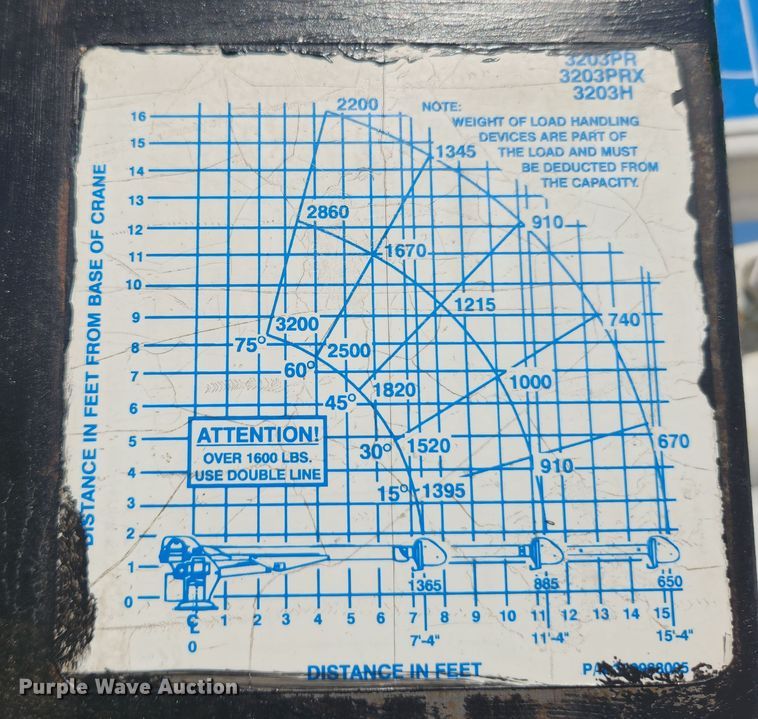 3203PR
3203PRX
3203H
NOTE:
WEIGHT OF LOAD HANDLING
DEVICES ARE PART OF
THE LOAD AND MUST
BE DEDUCTED FROM
THE CAPACITY.
DISTANCE IN FEET FROM BASE OF CRANE
16
15
14
13
12
11
10
9
8
7
6
5
4
3
2
1
0
2200
1345
2860
910
1670
1215
3200
740
75°
2500
60°
1000
1820
45°
1520
30°
670
910
15°
1395
ATTENTION!
OVER 1600 LBS.
USE DOUBLE LINE
1365
885
650
CL
0
1 2 3 4 5 6 7 8 9 10 11 12 13 14 15
7'-4"
11'-4"
15'-4"
DISTANCE IN FEET
Purple Wave Auction